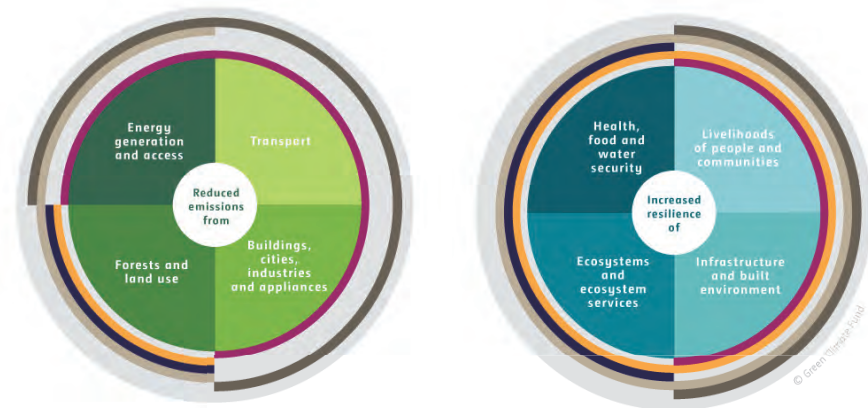 Energy
generation
and access
Transport
Reduced
emissions
from
Forests and
land use
Buildings,
cities,
industries
and appliances
Health,
food and
water
security
Livelihoods
of people and
communities
Increased
resilience
of
Ecosystems
and
ecosystem
services
Infrastructure
and built
environment
© Green Climate Fund